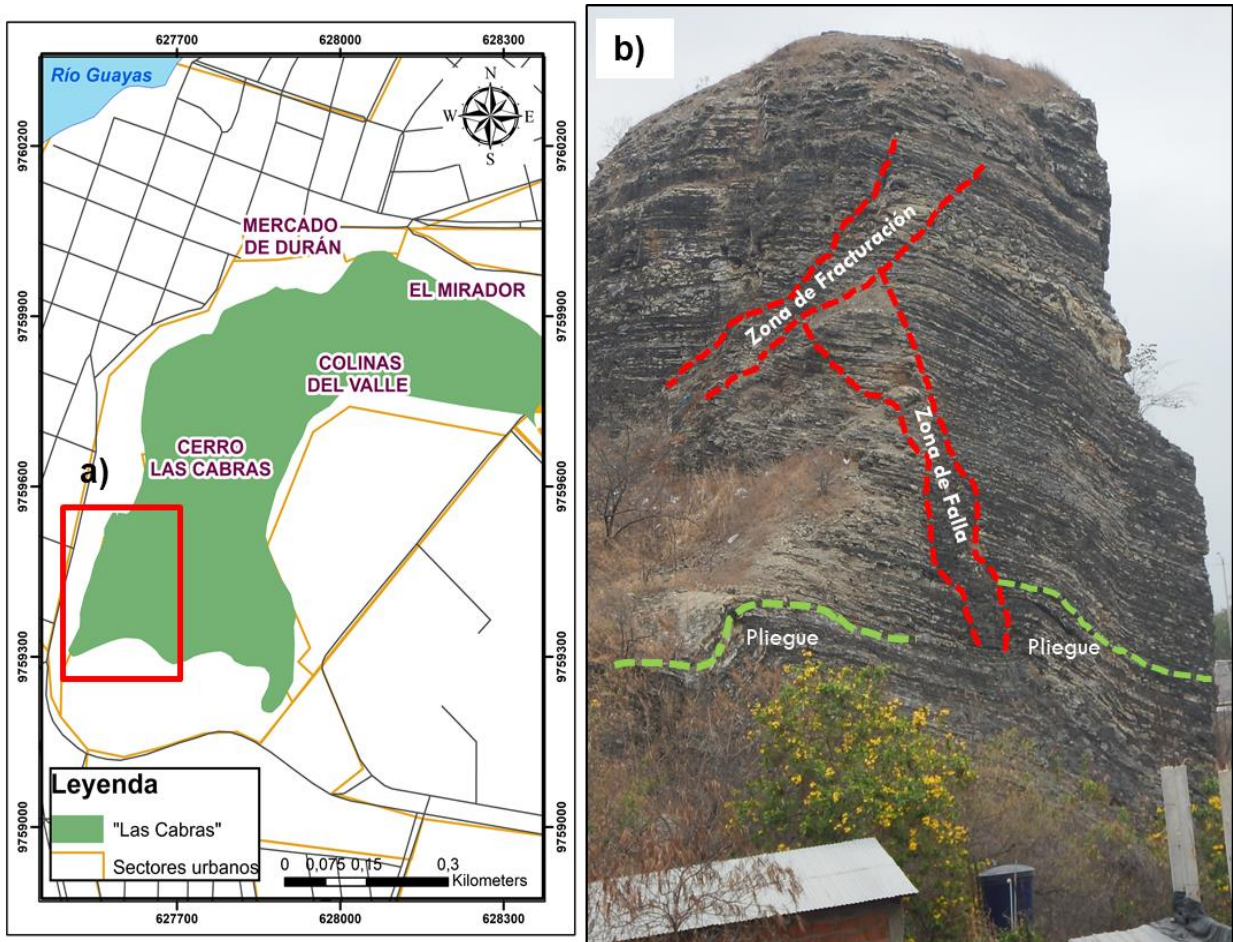 627700
628000
628300
Río Guayas
N
W
E
S
9760200
9760200
MERCADO
DE DURÁN
EL MIRADOR
9759900
9759900
COLINAS
DEL VALLE
CERRO
LAS CABRAS
a)
9759600
9759600
9759300
9759300
Leyenda
"Las Cabras"
Sectores urbanos
0 0,075 0,15 0,3
Kilometers
9759000
9759000
627700
628000
628300
b)
Zona de Fracturación
Zona de Falla
Pliegue
Pliegue